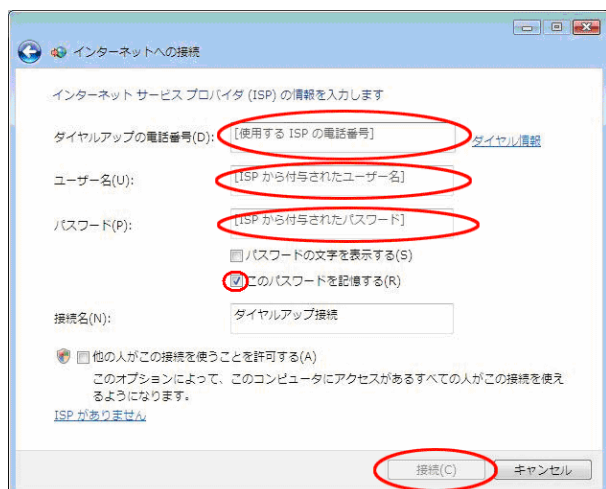 インターネットへの接続
インターネット サービス プロバイダ (ISP) の情報を入力します
ダイヤルアップの電話番号(D): [使用する ISP の電話番号] ダイヤル情報
ユーザー名(U): [ISP から付与されたユーザー名]
パスワード(P): [ISP から付与されたパスワード]
パスワードの文字を表示する(S)
このパスワードを記憶する(R)
接続名(N): ダイヤルアップ接続
他の人がこの接続を使うことを許可する(A)
このオプションによって、このコンピュータにアクセスがあるすべての人がこの接続を使え
るようになります。
ISP がありません
接続(C) キャンセル